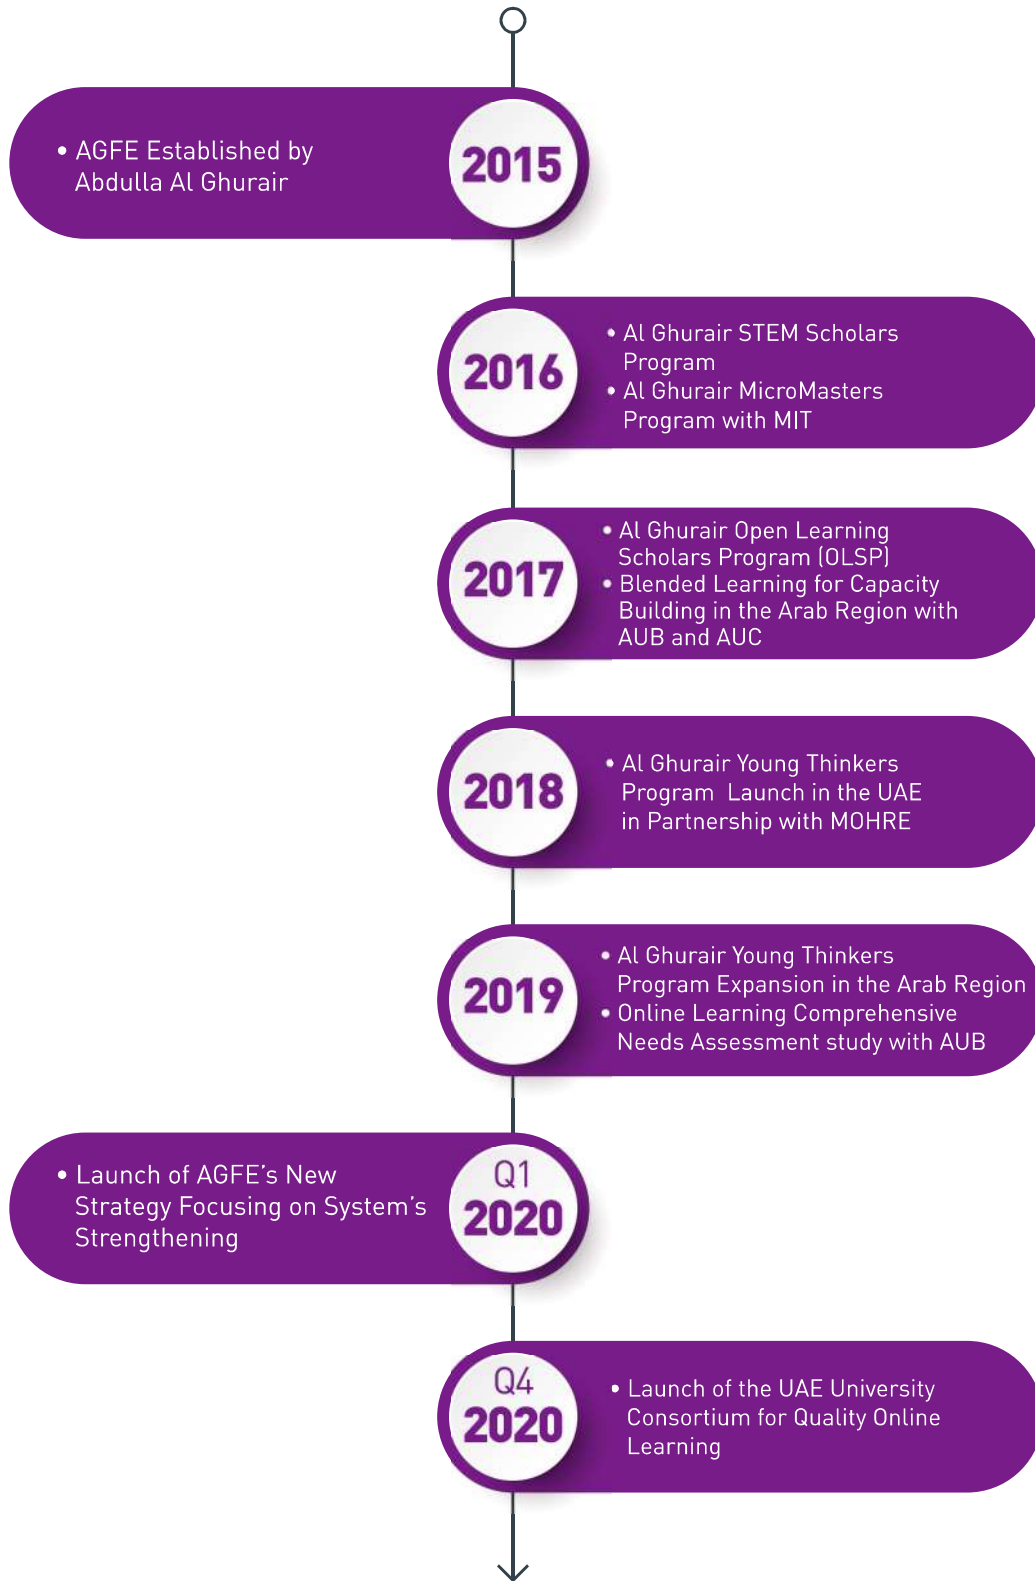 • AGFE Established by
Abdulla Al Ghurair
2015
2016
• Al Ghurair STEM Scholars
Program
• Al Ghurair MicroMasters
Program with MIT
2017
• Al Ghurair Open Learning
Scholars Program (OLSP)
• Blended Learning for Capacity
Building in the Arab Region with
AUB and AUC
2018
• Al Ghurair Young Thinkers
Program Launch in the UAE
in Partnership with MOHRE
2019
• Al Ghurair Young Thinkers
Program Expansion in the Arab Region
• Online Learning Comprehensive
Needs Assessment study with AUB
• Launch of AGFE's New
Strategy Focusing on System's
Strengthening
Q1
2020
Q4
2020
• Launch of the UAE University
Consortium for Quality Online
Learning